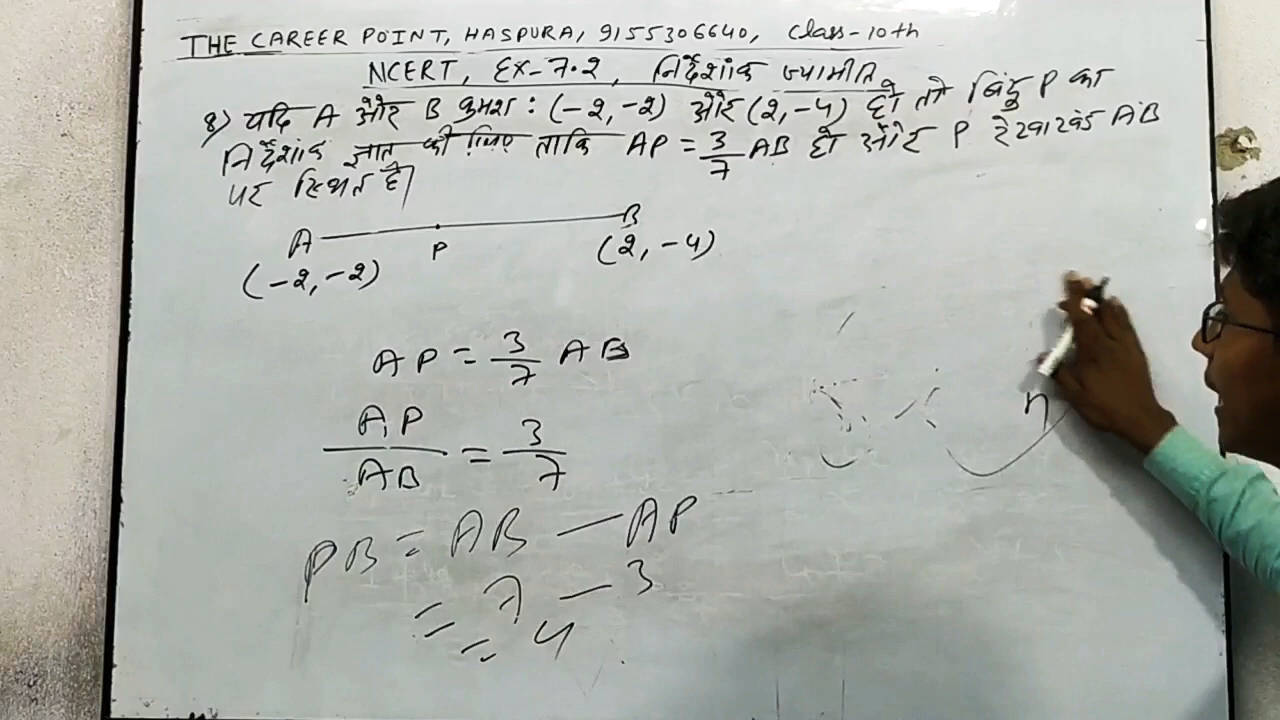 THE CAREER POINT, HASPURA, 9155306640, Class-10th
NCERT, EX-7.2, निर्देशांक ज्यामीति
8) यदि A और B क्रमश: (-2,-2) और (2,-4) हो तो बिंदु P का
निर्देशांक ज्ञात कीजिए ताकि AP = 3/7 AB हो और P रेखाखंड AB
पर स्थित है।
A P B
(-2,-2) (2,-4)
AP = 3/7 AB
AP/AB = 3/7
PB = AB - AP
= 7 - 3
= 4
n